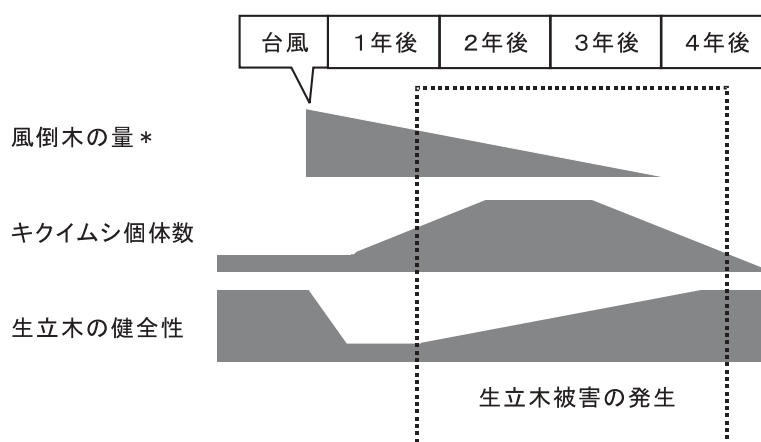 台風 1年後 2年後 3年後 4年後
風倒木の量＊
キクイムシ個体数
生立木の健全性
生立木被害の発生